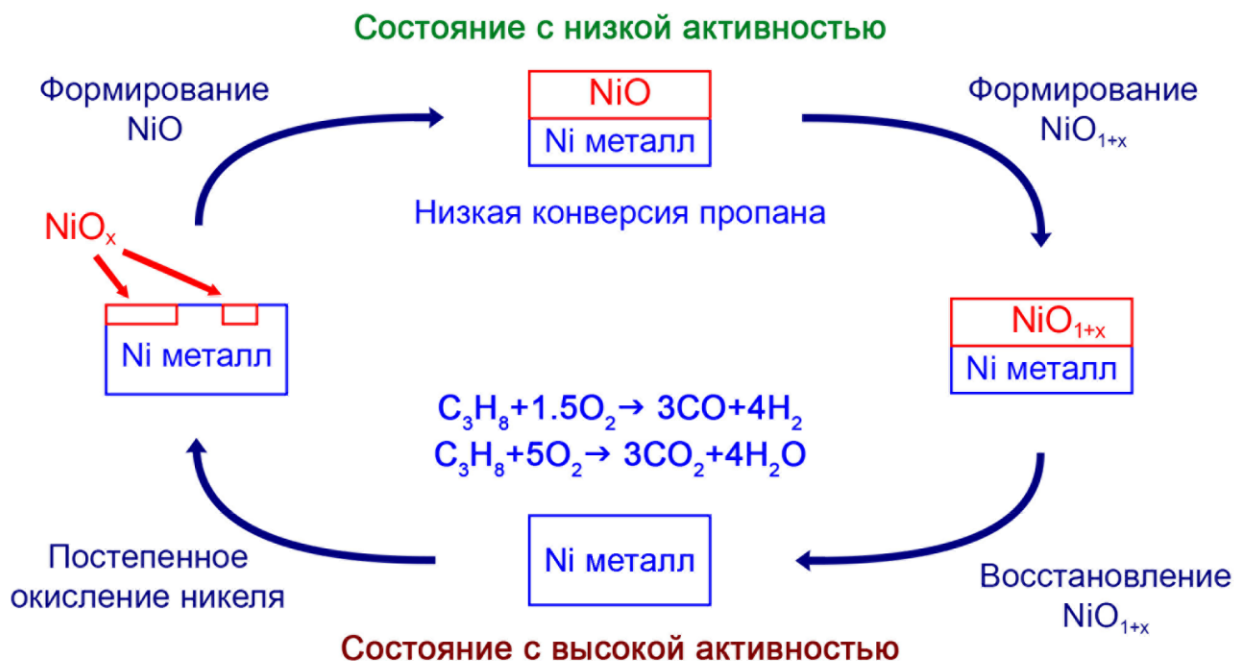 Состояние с низкой активностью
Формирование
NiO
NiO
Ni металл
Формирование
NiO₁₊ₓ
Низкая конверсия пропана
NiOₓ
Ni металл
NiO₁₊ₓ
Ni металл
C₃H₈+1.5O₂→ 3CO+4H₂
C₃H₈+5O₂→ 3CO₂+4H₂O
Ni металл
Постепенное
окисление никеля
Восстановление
NiO₁₊ₓ
Состояние с высокой активностью